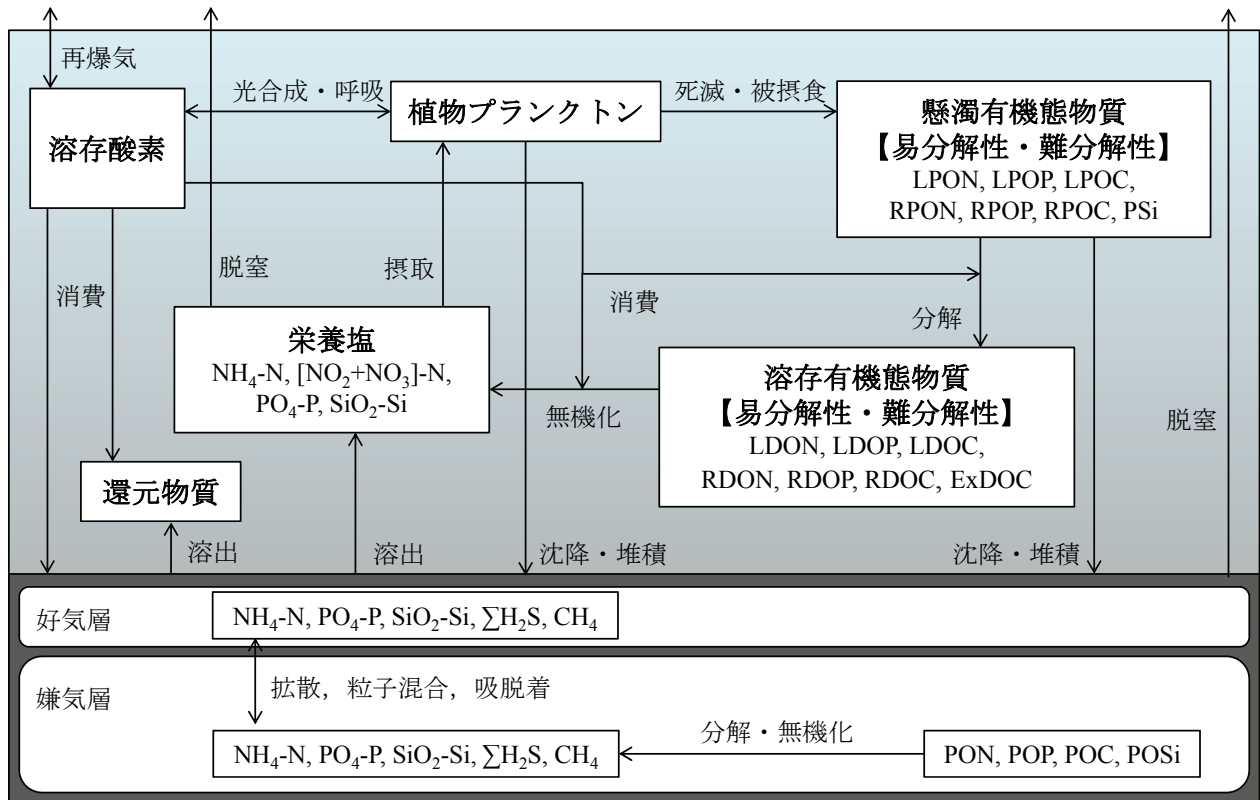 再爆気
光合成・呼吸
死滅・被摂食
溶存酸素
植物プランクトン
懸濁有機態物質
【易分解性・難分解性】
LPON, LPOP, LPOC,
RPON, RPOP, RPOC, PSi
脱窒
摂取
消費
消費
分解
栄養塩
NH₄-N, [NO₂+NO₃]-N,
PO₄-P, SiO₂-Si
無機化
溶存有機態物質
【易分解性・難分解性】
LDON, LDOP, LDOC,
RDON, RDOP, RDOC, ExDOC
脱窒
還元物質
溶出
溶出
沈降・堆積
沈降・堆積
好気層
NH₄-N, PO₄-P, SiO₂-Si, ∑H₂S, CH₄
嫌気層
拡散，粒子混合，吸脱着
NH₄-N, PO₄-P, SiO₂-Si, ∑H₂S, CH₄
分解・無機化
PON, POP, POC, POSi